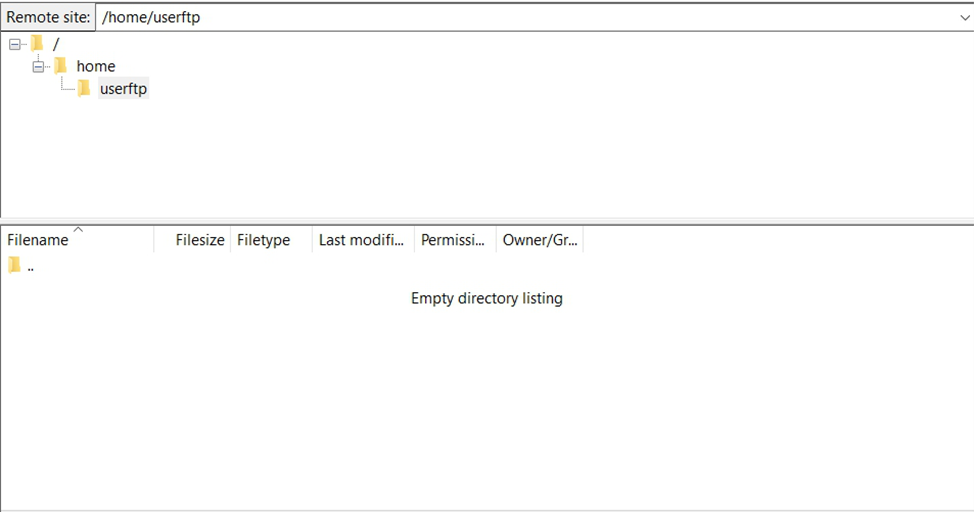 Remote site: /home/userftp
/
home
userftp
Filename Filesize Filetype Last modifi... Permissi... Owner/Gr...
..
Empty directory listing